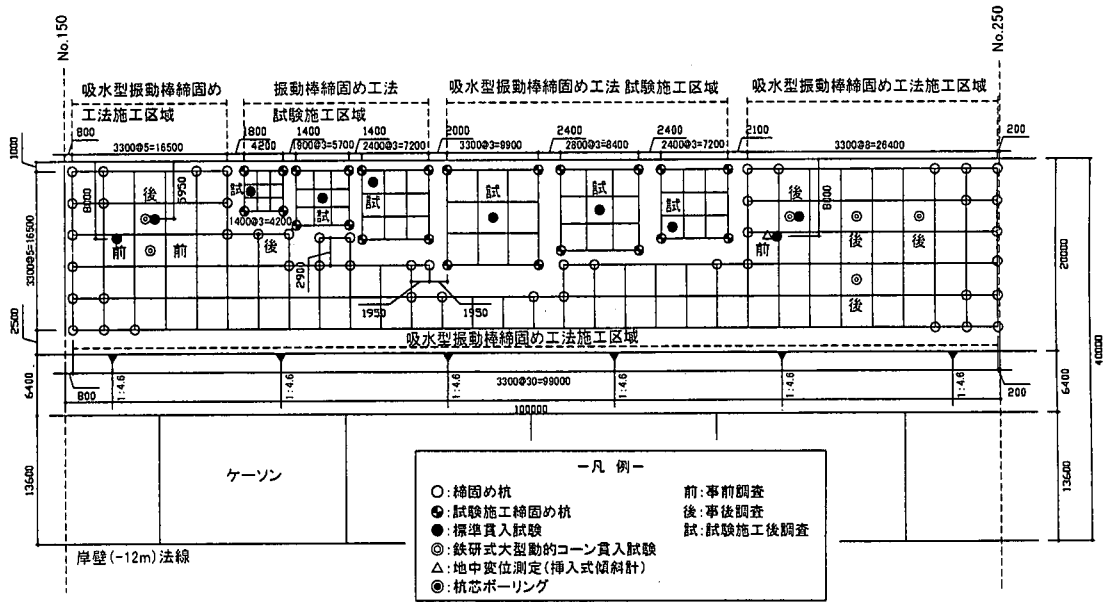 No.150
No.250
吸水型振動棒締固め
工法施工区域
振動棒締固め工法
試験施工区域
吸水型振動棒締固め工法 試験施工区域
吸水型振動棒締固め工法施工区域
800
1800
1400
1400
2000
2400
2400
2100
200
3300@5=16500
4200
1900@3=5700
2400@3=7200
3300@3=9900
2800@3=8400
2400@3=7200
3300@8=26400
1000
8000
5950
後
前
前
試
試
試
試
試
試
1400@3=4200
後
2900
1950
1950
後
前
後
後
後
8000
3300@5=16500
2500
20000
40000
吸水型振動棒締固め工法施工区域
6400
1:4.6
1:4.6
1:4.6
1:4.6
1:4.6
1:4.6
800
3300@30=99000
200
100000
6400
13600
13600
ケーソン
岸壁(-12m)法線
-凡 例-
○:締固め杭
試験施工締固め杭
●:標準貫入試験
◎:鉄研式大型動的コーン貫入試験
△:地中変位測定(挿入式傾斜計)
◉:杭芯ボーリング
前:事前調査
後:事後調査
試:試験施工後調査